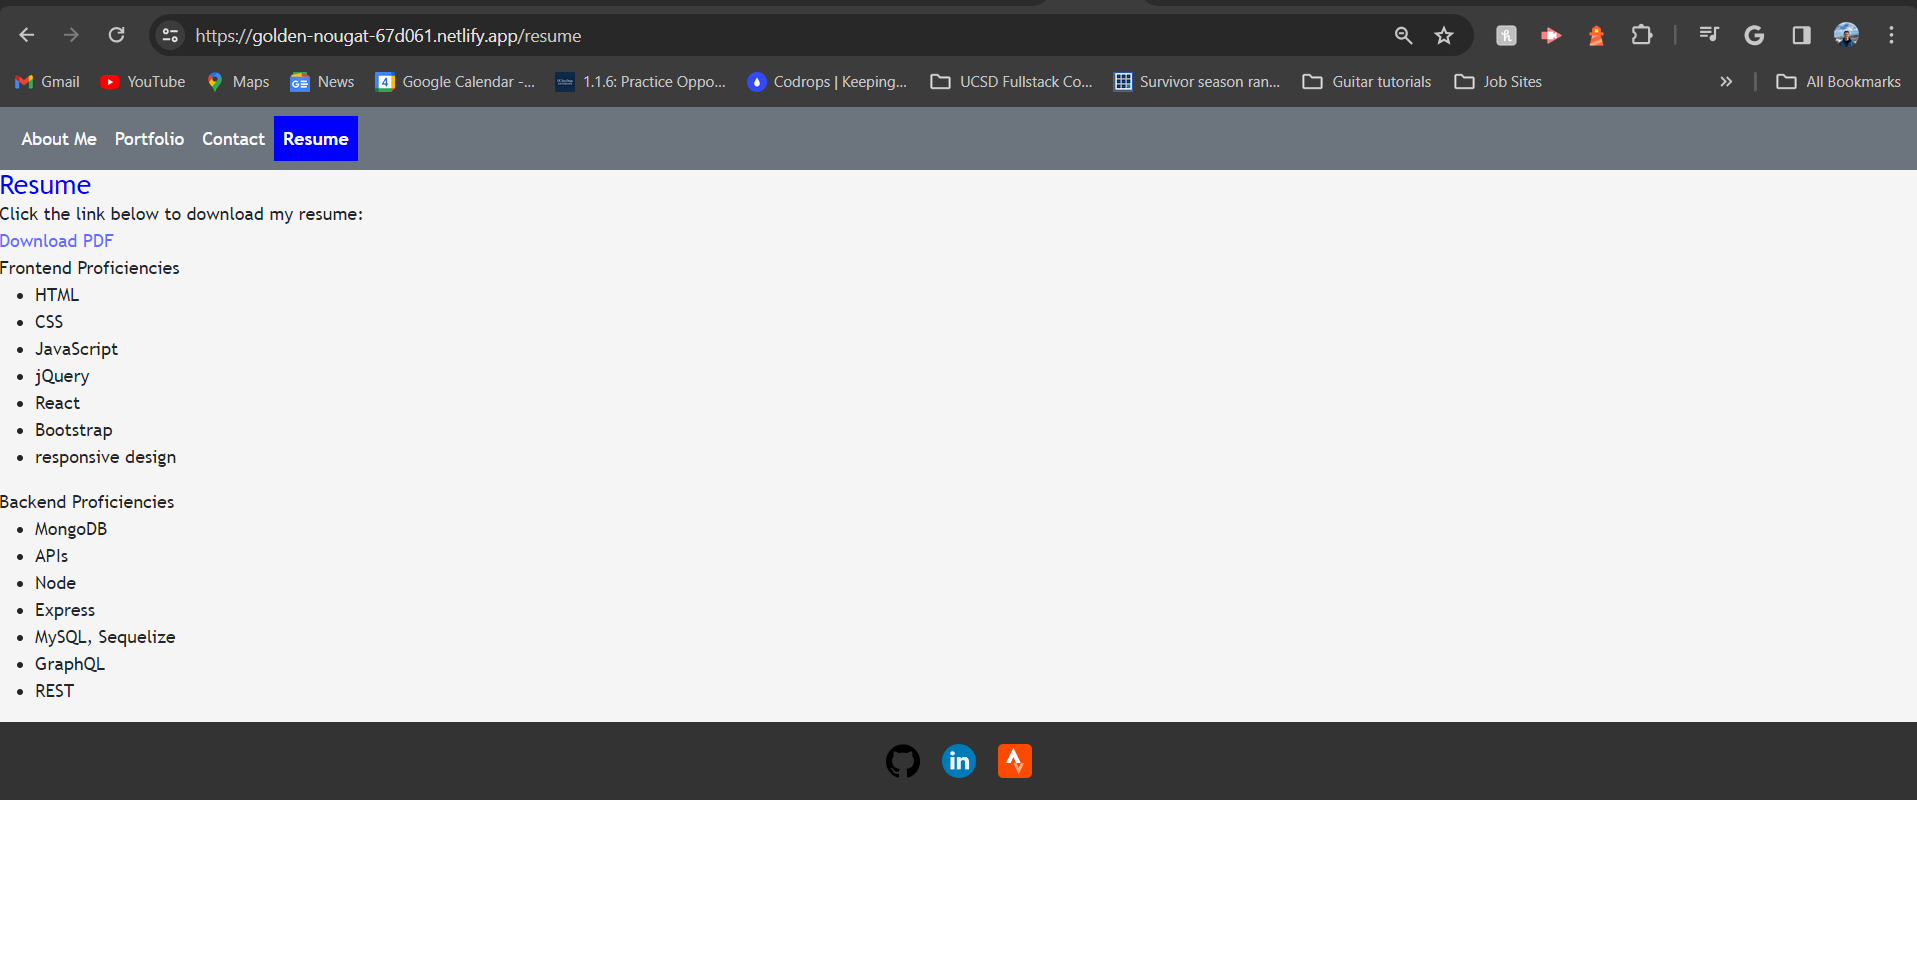 https://golden-nougat-67d061.netlify.app/resume
Gmail YouTube Maps News Google Calendar -... 1.1.6: Practice Oppo... Codrops | Keeping... UCSD Fullstack Co... Survivor season ran... Guitar tutorials Job Sites » All Bookmarks
About Me Portfolio Contact Resume
Resume
Click the link below to download my resume:
Download PDF
Frontend Proficiencies
• HTML
• CSS
• JavaScript
• jQuery
• React
• Bootstrap
• responsive design
Backend Proficiencies
• MongoDB
• APIs
• Node
• Express
• MySQL, Sequelize
• GraphQL
• REST
in